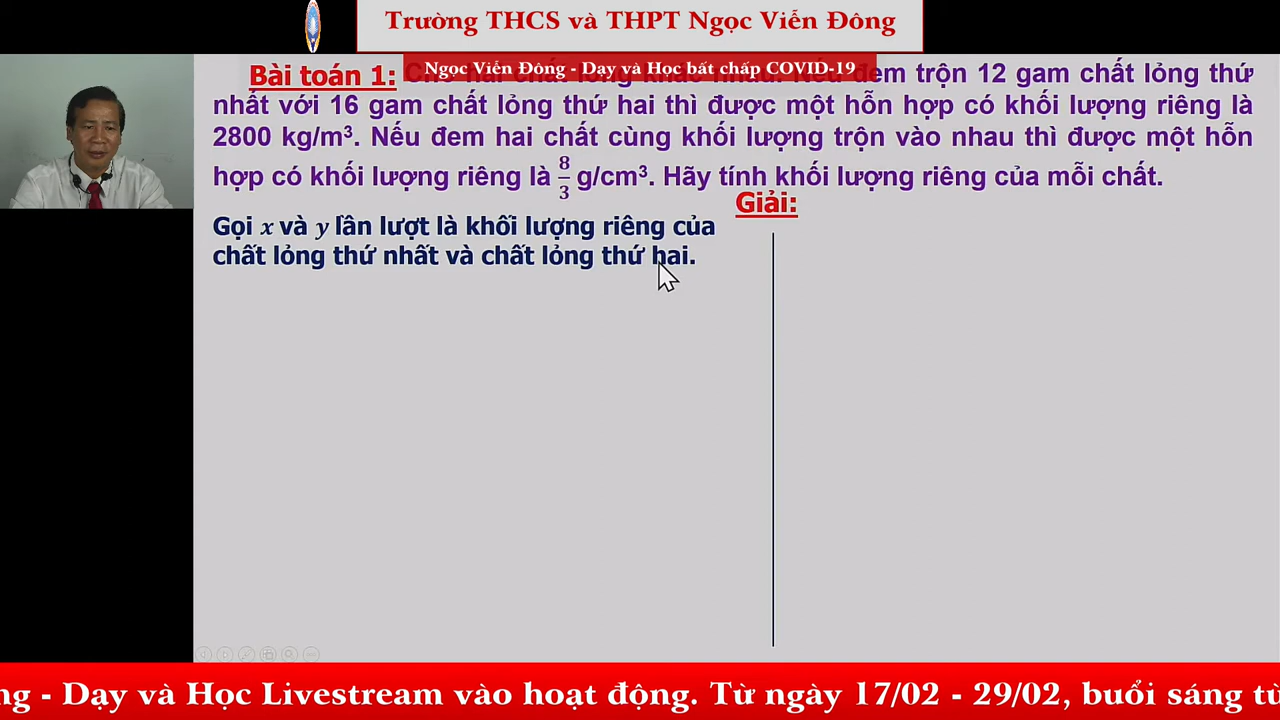 Trường THCS và THPT Ngọc Viễn Đông
Ngọc Viễn Đông - Dạy và Học bất chấp COVID-19
Bài toán 1: đem trộn 12 gam chất lỏng thứ
nhất với 16 gam chất lỏng thứ hai thì được một hỗn hợp có khối lượng riêng là
2800 kg/m³. Nếu đem hai chất cùng khối lượng trộn vào nhau thì được một hỗn
hợp có khối lượng riêng là 8/3 g/cm³. Hãy tính khối lượng riêng của mỗi chất.
Giải:
Gọi x và y lần lượt là khối lượng riêng của
chất lỏng thứ nhất và chất lỏng thứ hai.
- Dạy và Học Livestream vào hoạt động. Từ ngày 17/02 - 29/02, buổi sáng từ